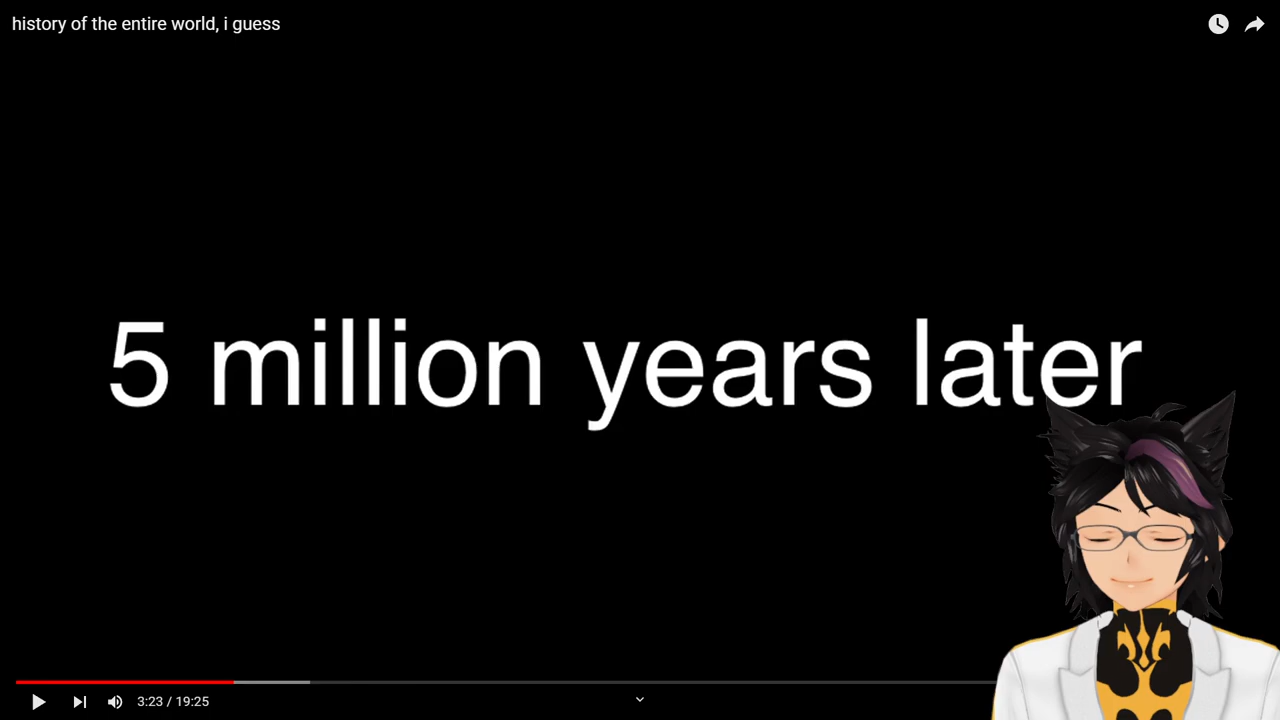 history of the entire world, i guess
5 million years later
3:23 / 19:25